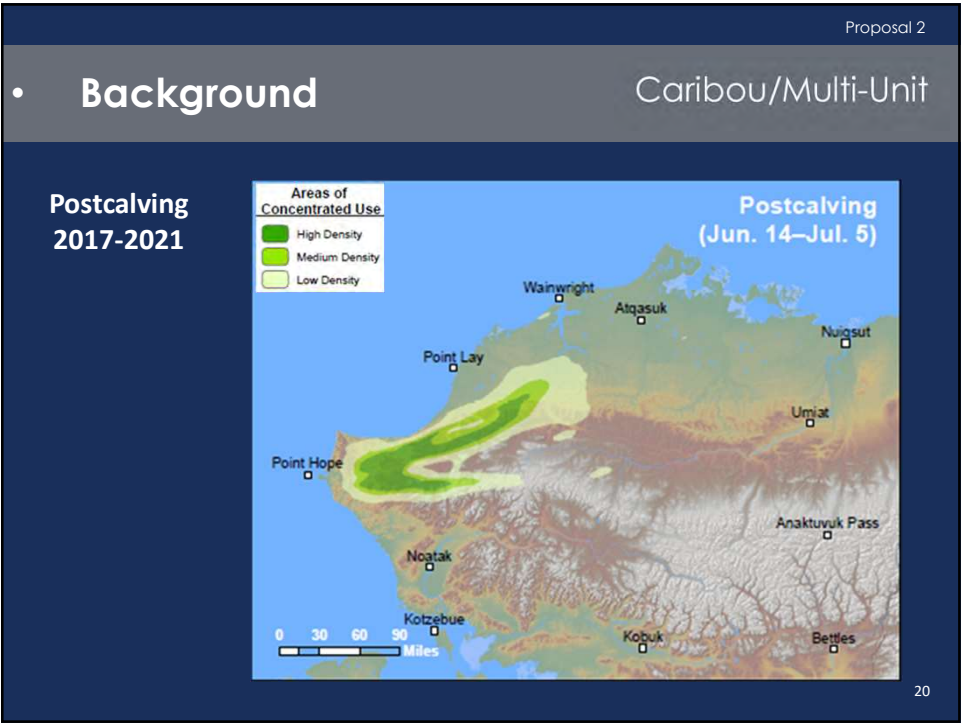 Proposal 2
• Background
Caribou/Multi-Unit
Postcalving
2017-2021
Areas of
Concentrated Use
High Density
Medium Density
Low Density
Postcalving
(Jun. 14–Jul. 5)
Wainwright
Atqasuk
Nuiqsut
Point Lay
Umiat
Point Hope
Anaktuvuk Pass
Noatak
Kotzebue
Kobuk
Bettles
0 30 60 90
Miles
20